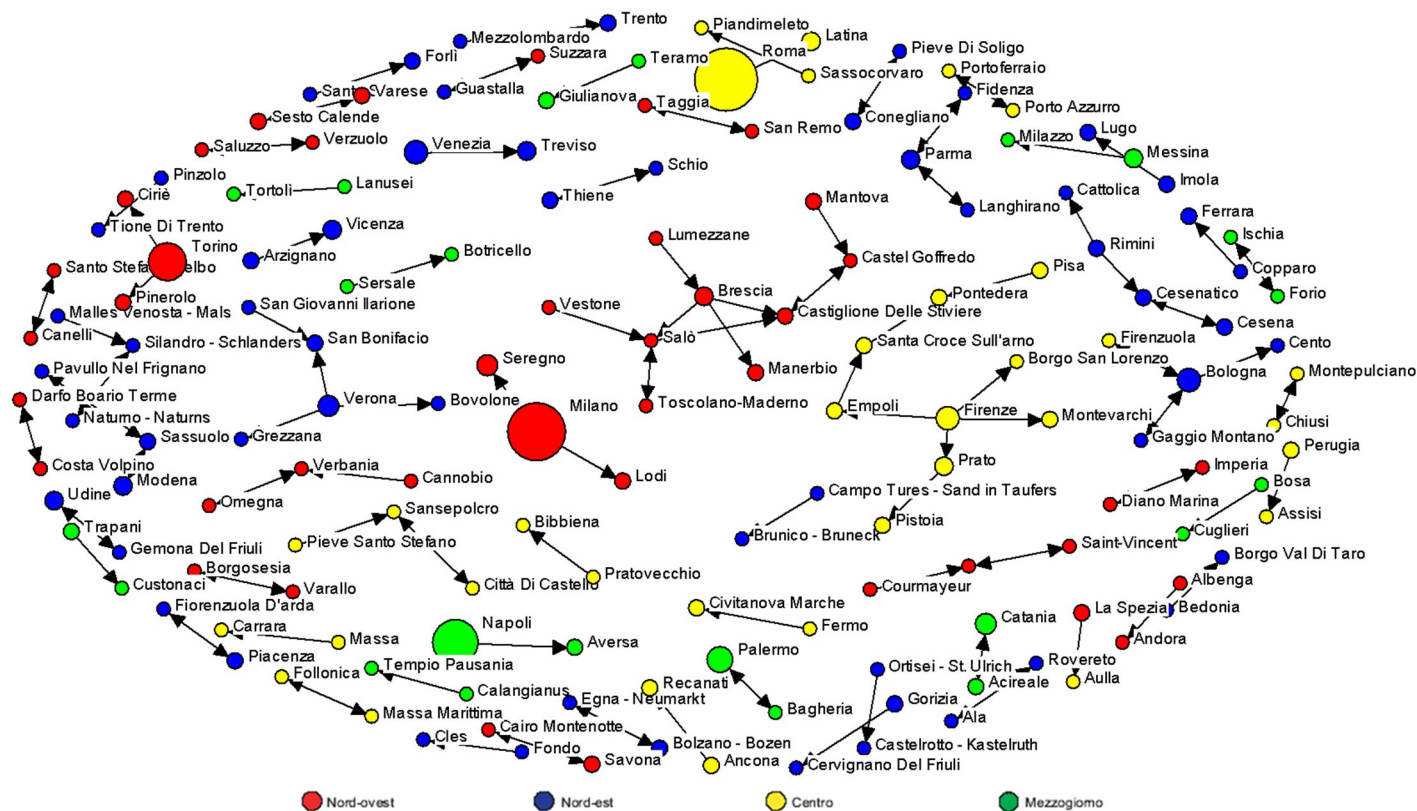 Trento
Piandimeleto
Latina
Mezzolombardo
Forlì
Suzzara
Teramo
Roma
Pieve Di Soligo
Portoferraio
Sassocorvaro
Varese
Guastalla
Giulianova
Taggia
Fidenza
Sesto Calende
San Remo
Conegliano
Porto Azzurro
Lugo
Saluzzo
Verzuolo
Venezia
Treviso
Milazzo
Messina
Parma
Pinzolo
Schio
Imola
Ciriè
Tortolì
Lanusei
Thiene
Mantova
Cattolica
Langhirano
Ferrara
Tione Di Trento
Vicenza
Ischia
Torino
Arzignano
Botricello
Lumezzane
Castel Goffredo
Rimini
Pisa
Copparo
Santo
Sersale
Pinerolo
Brescia
Pontedera
Cesenatico
Forio
Malles Venosta - Mals
San Giovanni Ilarione
Vestone
Castiglione Delle Stiviere
Cesena
Canelli
Silandro - Schlanders
San Bonifacio
Salò
Santa Croce Sull'arno
Firenzuola
Cento
Pavullo Nel Frignano
Seregno
Manerbio
Borgo San Lorenzo
Bologna
Montepulciano
Darfo Boario Terme
Verona
Bovolone
Milano
Toscolano-Maderno
Empoli
Firenze
Montevarchi
Naturno - Naturns
Chiusi
Sassuolo
Grezzana
Gaggio Montano
Perugia
Costa Volpino
Verbania
Prato
Imperia
Modena
Cannobio
Lodi
Bosa
Udine
Omegna
Sansepolcro
Campo Tures - Sand in Taufers
Diano Marina
Trapani
Bibbiena
Pistoia
Assisi
Gemona Del Friuli
Pieve Santo Stefano
Brunico - Bruneck
Cuglieri
Saint-Vincent
Borgo Val Di Taro
Borgosesia
Pratovecchio
Albenga
Custonaci
Varallo
Città Di Castello
Courmayeur
Fiorenzuola D'arda
Civitanova Marche
La Spezia
Bedonia
Carrara
Massa
Napoli
Fermo
Catania
Andora
Piacenza
Aversa
Palermo
Ortisei - St. Ulrich
Rovereto
Follonica
Tempio Pausania
Recanati
Acireale
Aulla
Calangianus
Egna - Neumarkt
Gorizia
Massa Marittima
Cairo Montenotte
Bagheria
Ala
Cles
Fondo
Bolzano - Bozen
Castelrotto - Kastelruth
Savona
Ancona
Cervignano Del Friuli
Nord-ovest
Nord-est
Centro
Mezzogiorno